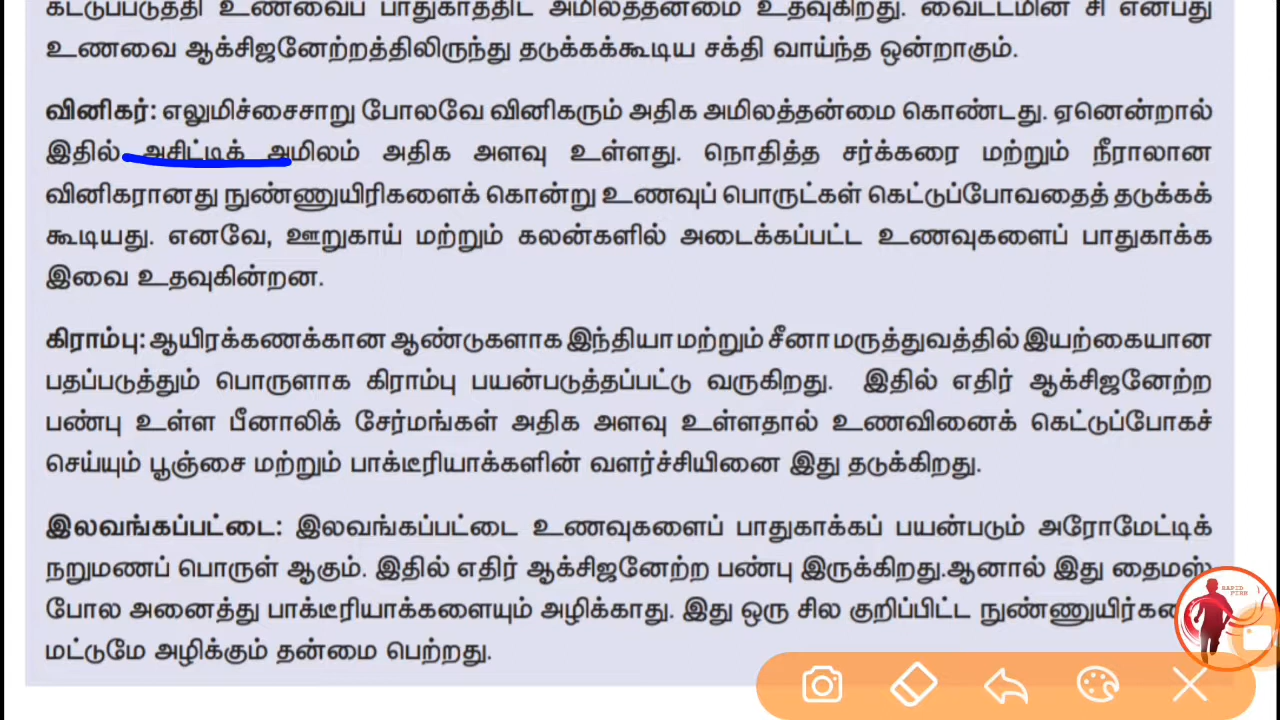 கட்டுப்படுத்தி உணவைப் பாதுகாத்திட அமிலத்தன்மை உதவுகிறது. வைட்டமின் சி என்பது
உணவை ஆக்சிஜனேற்றத்திலிருந்து தடுக்கக்கூடிய சக்தி வாய்ந்த ஒன்றாகும்.
வினிகர்: எலுமிச்சைசாறு போலவே வினிகரும் அதிக அமிலத்தன்மை கொண்டது. ஏனென்றால்
இதில் அசிட்டிக் அமிலம் அதிக அளவு உள்ளது. நொதித்த சர்க்கரை மற்றும் நீராலான
வினிகரானது நுண்ணுயிரிகளைக் கொன்று உணவுப் பொருட்கள் கெட்டுப்போவதைத் தடுக்கக்
கூடியது. எனவே, ஊறுகாய் மற்றும் கலன்களில் அடைக்கப்பட்ட உணவுகளைப் பாதுகாக்க
இவை உதவுகின்றன.
கிராம்பு: ஆயிரக்கணக்கான ஆண்டுகளாக இந்தியா மற்றும் சீனா மருத்துவத்தில் இயற்கையான
பதப்படுத்தும் பொருளாக கிராம்பு பயன்படுத்தப்பட்டு வருகிறது. இதில் எதிர் ஆக்சிஜனேற்ற
பண்பு உள்ள பீனாலிக் சேர்மங்கள் அதிக அளவு உள்ளதால் உணவினைக் கெட்டுப்போகச்
செய்யும் பூஞ்சை மற்றும் பாக்டீரியாக்களின் வளர்ச்சியினை இது தடுக்கிறது.
இலவங்கப்பட்டை: இலவங்கப்பட்டை உணவுகளைப் பாதுகாக்கப் பயன்படும் அரோமேட்டிக்
நறுமணப் பொருள் ஆகும். இதில் எதிர் ஆக்சிஜனேற்ற பண்பு இருக்கிறது.ஆனால் இது தைமஸ்
போல அனைத்து பாக்டீரியாக்களையும் அழிக்காது. இது ஒரு சில குறிப்பிட்ட
மட்டுமே அழிக்கும் தன்மை பெற்றது.
RAPID